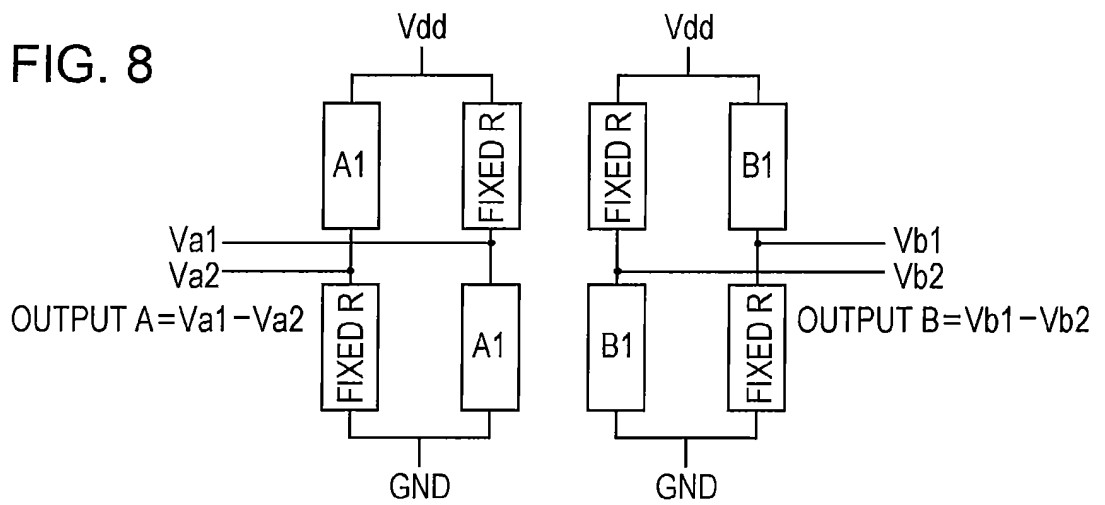 FIG. 8
Vdd
Vdd
A1
FIXED R
FIXED R
B1
Va1
Va2
Vb1
Vb2
OUTPUT A=Va1−Va2
FIXED R
A1
B1
FIXED R
OUTPUT B=Vb1−Vb2
GND
GND